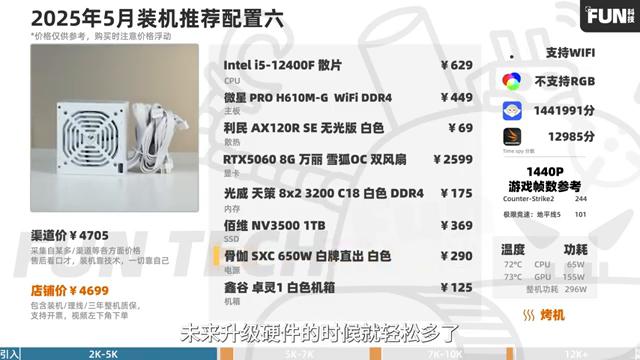 2025年5月装机推荐配置六
*价格仅供参考，购买时注意价格浮动
FUN科技
Intel i5-12400F 散片 ¥629
CPU
微星 PRO H610M-G WiFi DDR4 ¥449
主板
利民 AX120R SE 无光版 白色 ¥69
散热
RTX5060 8G 万丽 雪狐OC 双风扇 ¥2599
显卡
光威 天策 8x2 3200 C18 白色 DDR4 ¥175
内存
佰维 NV3500 1TB ¥369
SSD
骨伽 SXC 650W 白牌直出 白色 ¥290
电源
鑫谷 卓灵1 白色机箱 ¥125
机箱
渠道价 ¥4705
采集自某多/渠道等各方面价格
售后看口才，装机靠技术，一切靠自己
店铺价 ¥4699
包含装机/理线/三年整机质保，
支持开票，视频左下角下单
支持WIFI
不支持RGB
1441991分
12985分
Time spy 分数
1440P
游戏帧数参考
Counter-Strike2 244
极限竞速：地平线5 101
温度 功耗
72°C CPU 65W
73°C GPU 155W
整机功耗 296W
烤机
FUN TECH
未来升级硬件的时候就轻松多了
引入 2K-5K 5K-7K 7K-10K 12K+